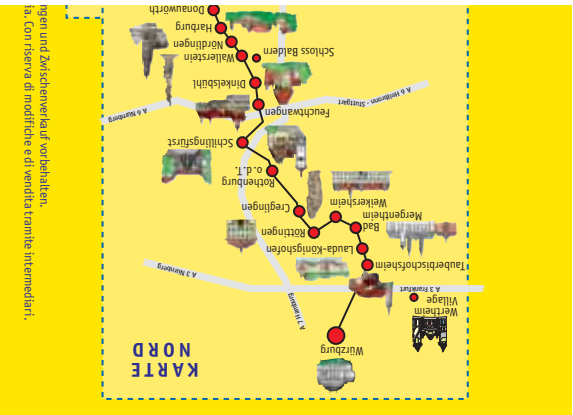 KARTE
NORD
Würzburg
Wertheim
Village
A 3 Frankfurt
A 7 Hamburg
A 3 Nürnberg
Tauberbischofsheim
Lauda-Königshofen
Bad
Mergentheim
Weikersheim
Röttingen
Creglingen
Rothenburg
o.d.T.
Schillingsfürst
Feuchtwangen
A 6 Heilbronn - Stuttgart
A 6 Nürnberg
Dinkelsbühl
Schloss Baldern
Wallerstein
Nördlingen
Harburg
Donauwörth
ngen und Zwischenverkauf vorbehalten.
ia. Con riserva di modifiche e di vendita tramite intermediari.